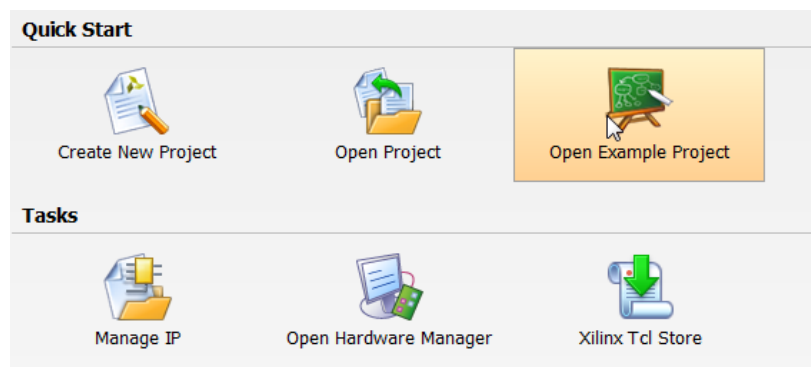 Quick Start
Create New Project
Open Project
Open Example Project
Tasks
Manage IP
Open Hardware Manager
Xilinx Tcl Store